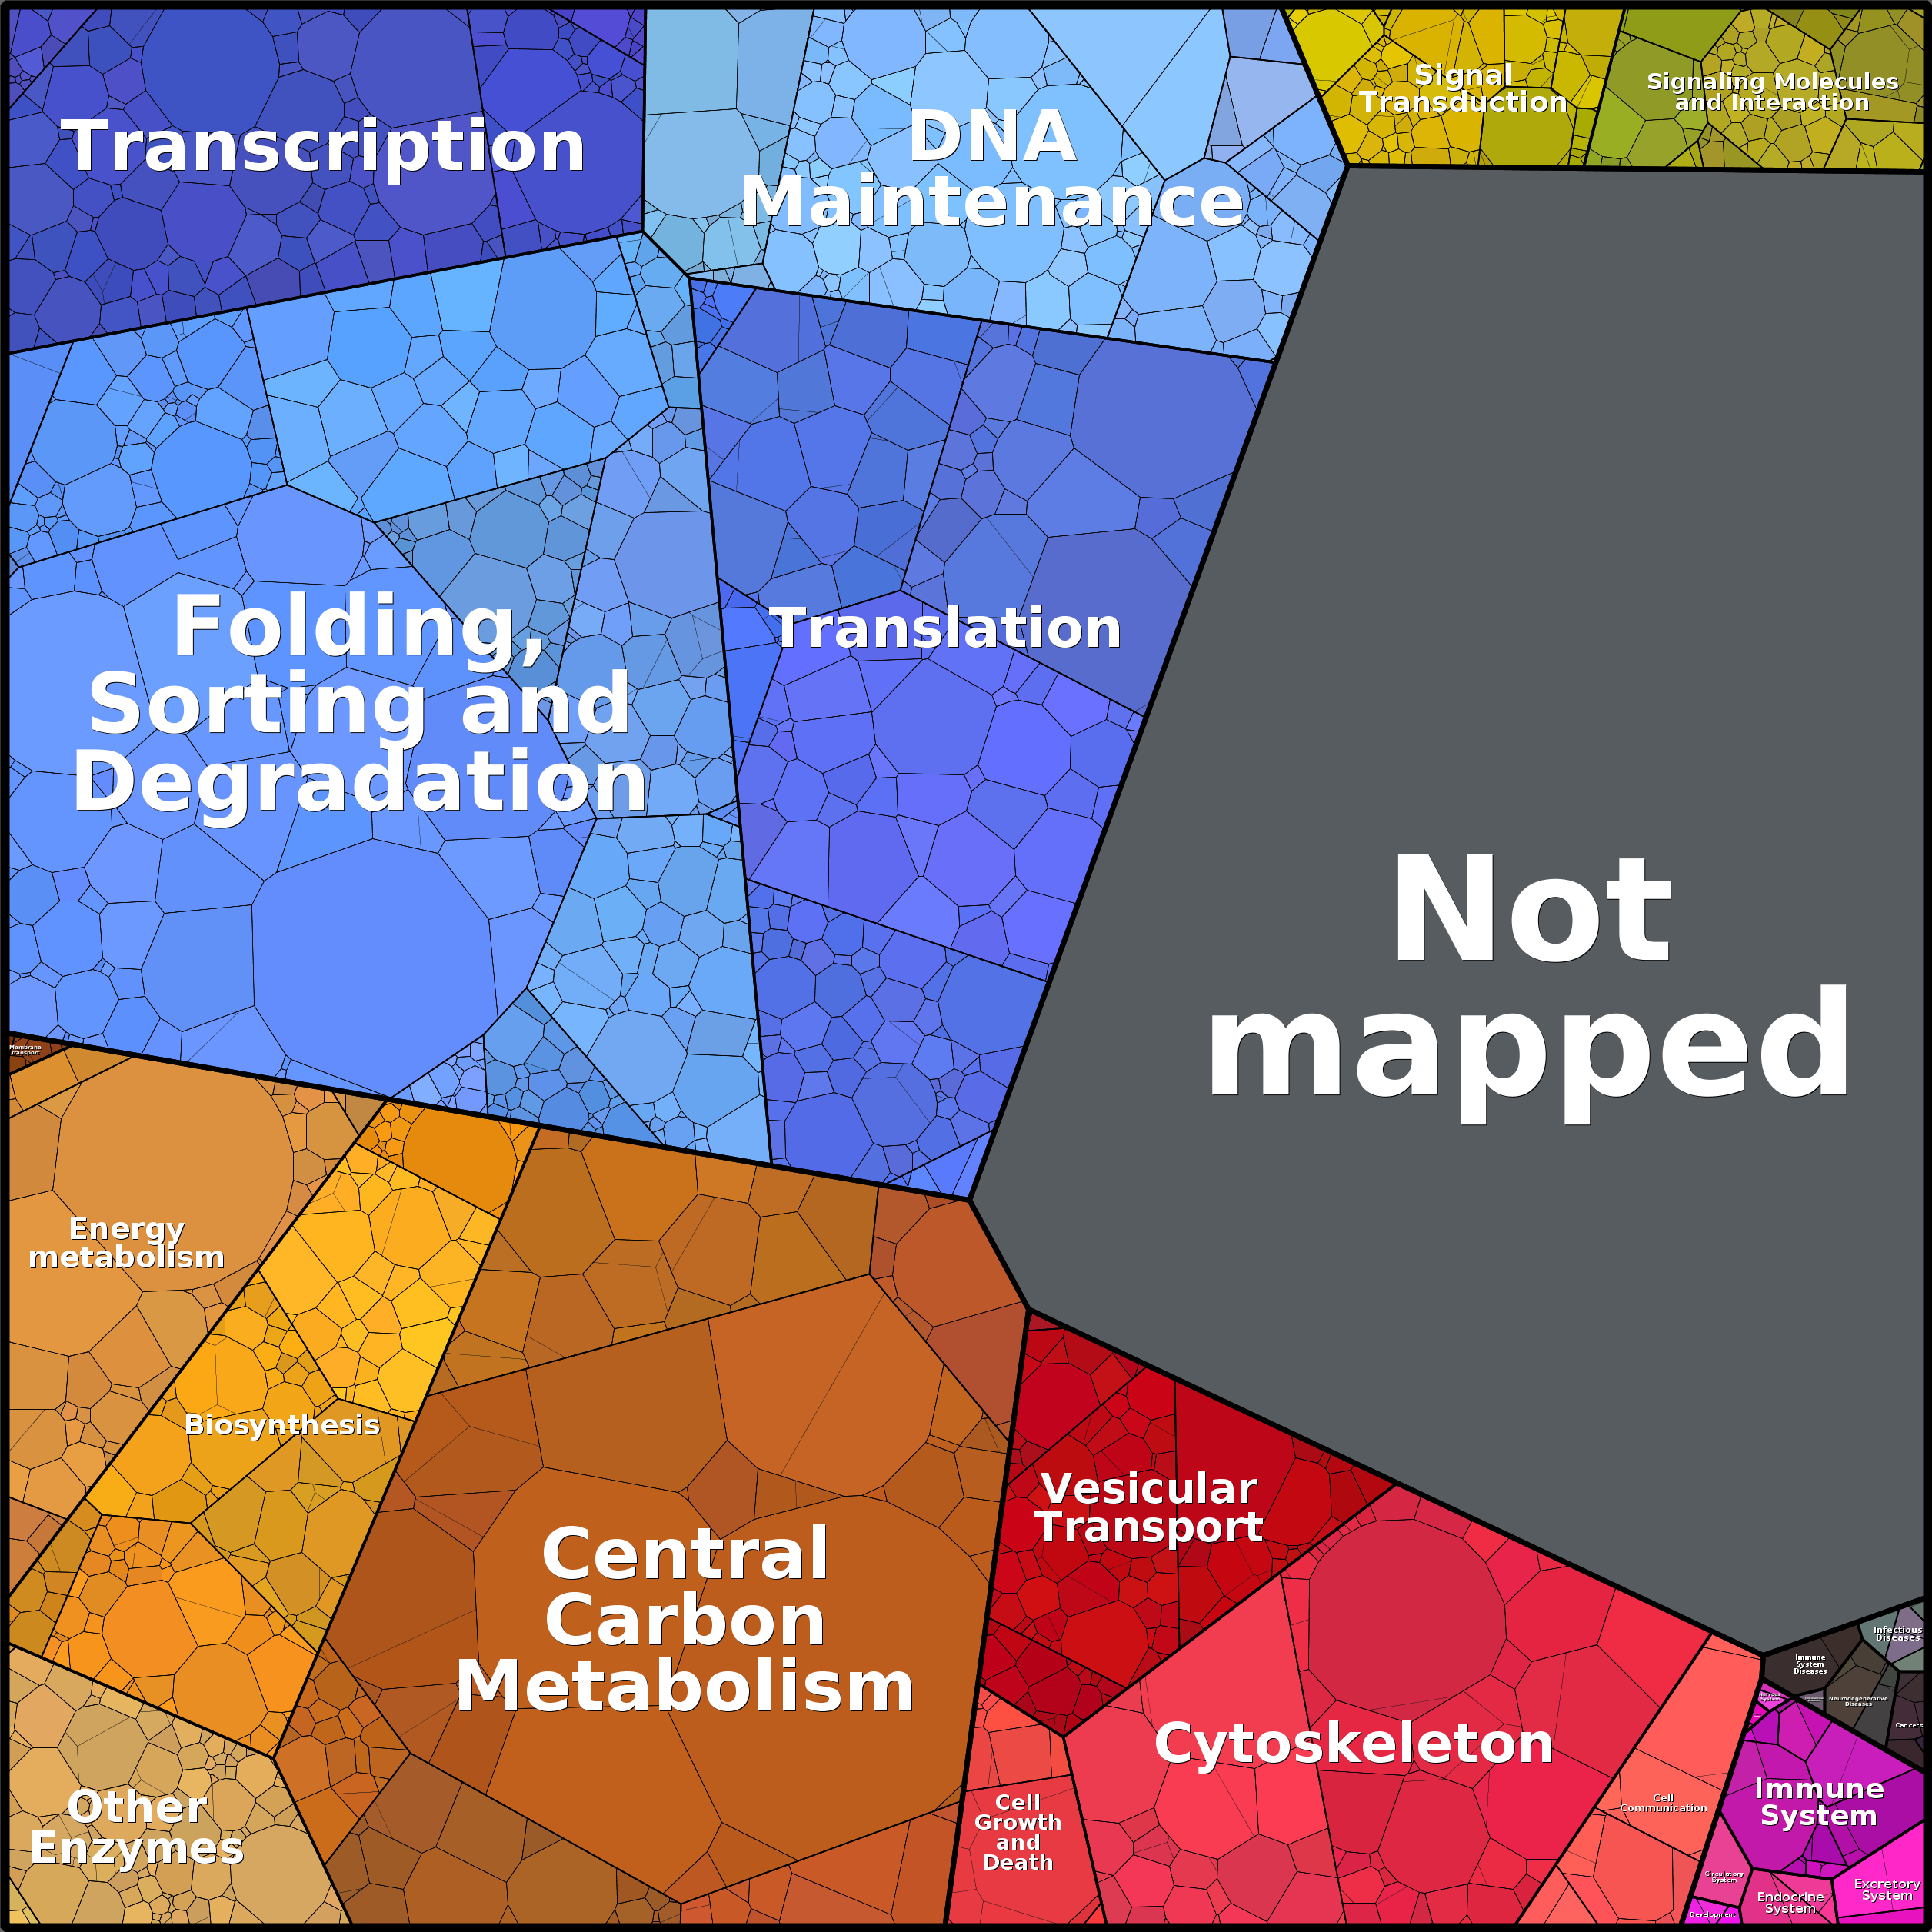 Transcription
DNA
Maintenance
Signal
Transduction
Signaling Molecules
and Interaction
Folding,
Sorting and
Degradation
Translation
Not
mapped
Membrane
transport
Energy
metabolism
Biosynthesis
Central
Carbon
Metabolism
Other
Enzymes
Vesicular
Transport
Cytoskeleton
Cell
Growth
and
Death
Cell
Communication
Infectious
Diseases
Immune
System
Diseases
Neurodegenerative
Diseases
Cancers
Nervous
System
Immune
System
Circulatory
System
Development
Endocrine
System
Excretory
System